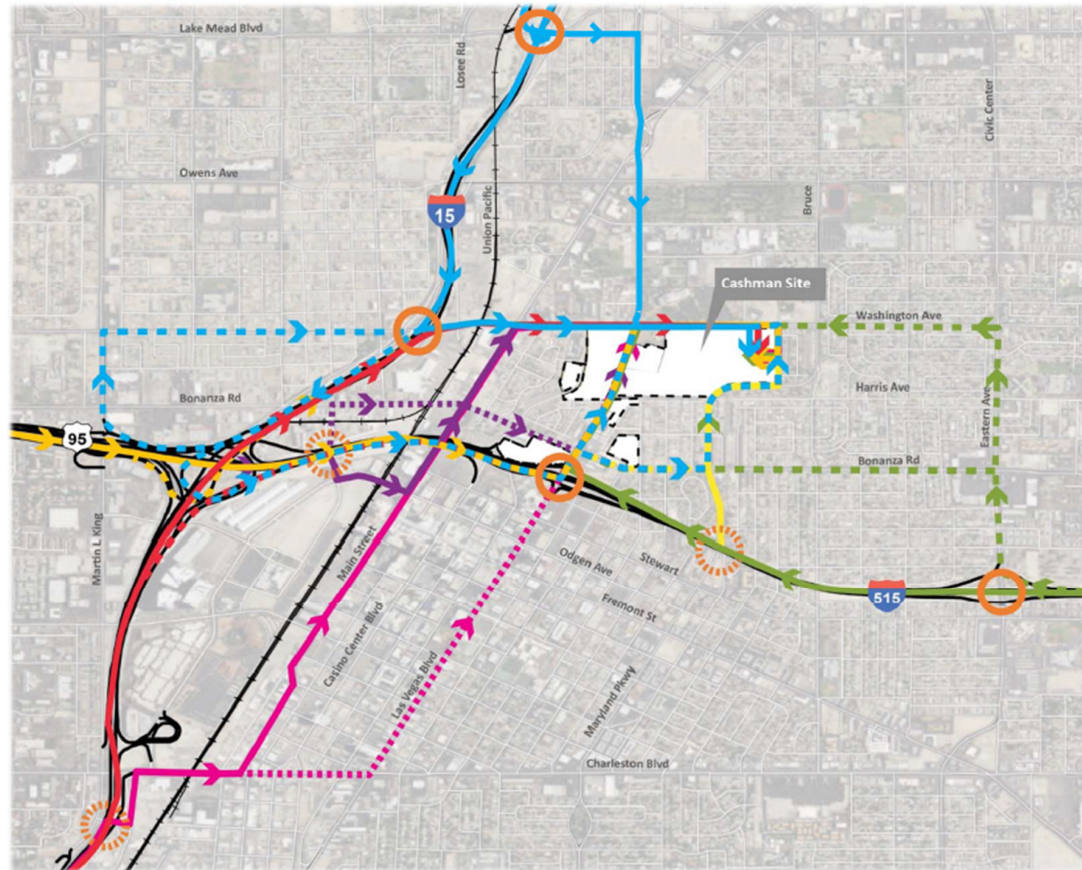 Lake Mead Blvd
Losee Rd
Civic Center
Owens Ave
15
Union Pacific
Bruce
Cashman Site
Washington Ave
Bonanza Rd
Harris Ave
Eastern Ave
95
Bonanza Rd
Martin L King
Main Street
Odgen Ave
Stewart
515
Fremont St
Casino Center Blvd
Las Vegas Blvd
Maryland Pkwy
Charleston Blvd